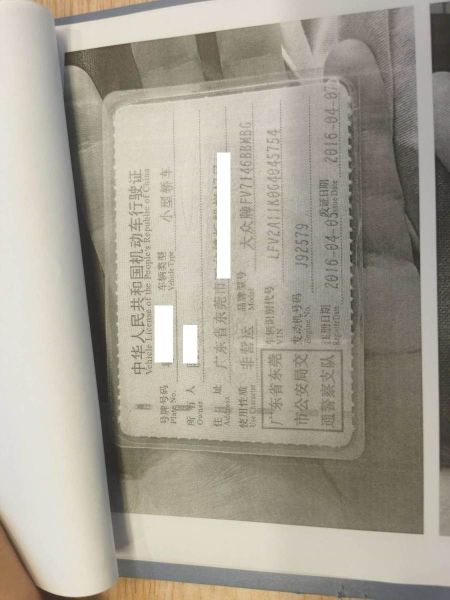 中华人民共和国机动车行驶证
Vehicle License of the People's Republic of China
号牌号码 Plate No. 车辆类型 Vehicle Type 小型轿车
所有人 Owner
住址 Address 广东省东莞市
使用性质 Use Character 非营运 品牌型号 Model 大众牌FV7146BBMBG
车辆识别代号 VIN LFV2A11K0G4045754
发动机号码 Engine No. J92579
注册日期 Register Date 2016-04-07 发证日期 Issue Date 2016-04-07
广东省东莞
市公安局交
通警察支队